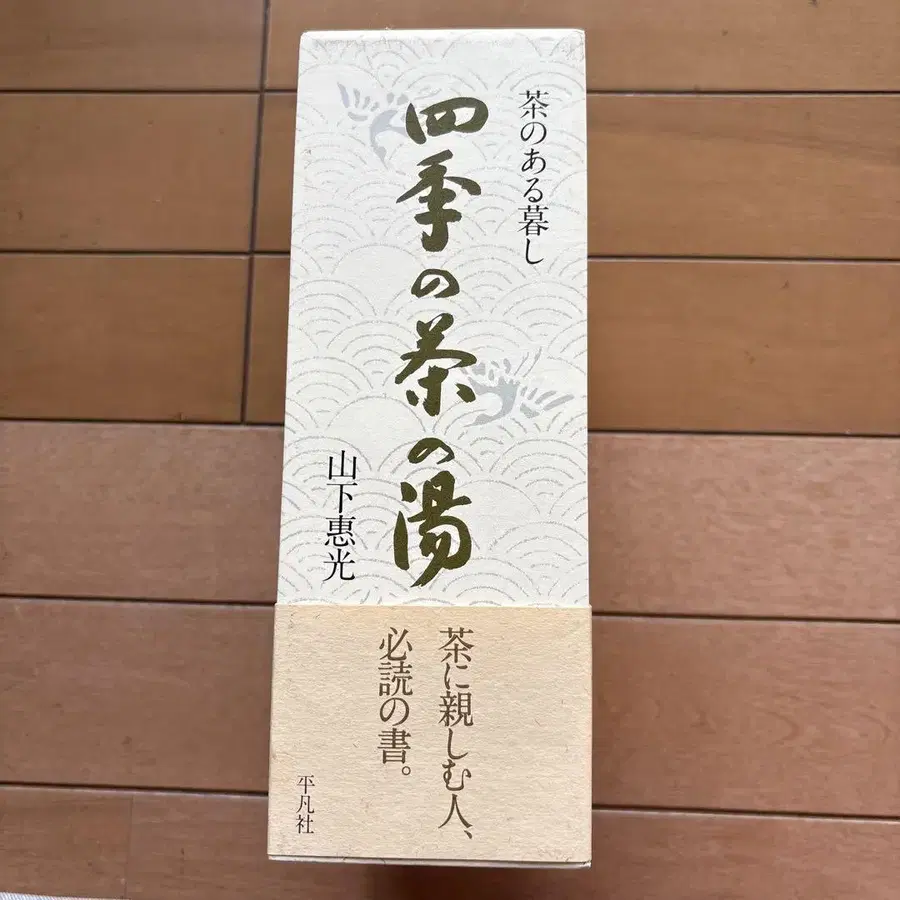 茶のある暮し
四季の茶の湯
山下惠光
茶に親しむ人、
必読の書。
平凡社